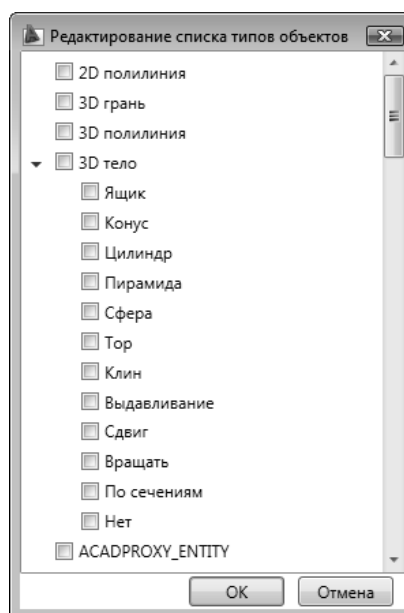 Редактирование списка типов объектов
2D полилиния
3D грань
3D полилиния
3D тело
Ящик
Конус
Цилиндр
Пирамида
Сфера
Тор
Клин
Выдавливание
Сдвиг
Вращать
По сечениям
Нет
ACADPROXY_ENTITY
ОК Отмена